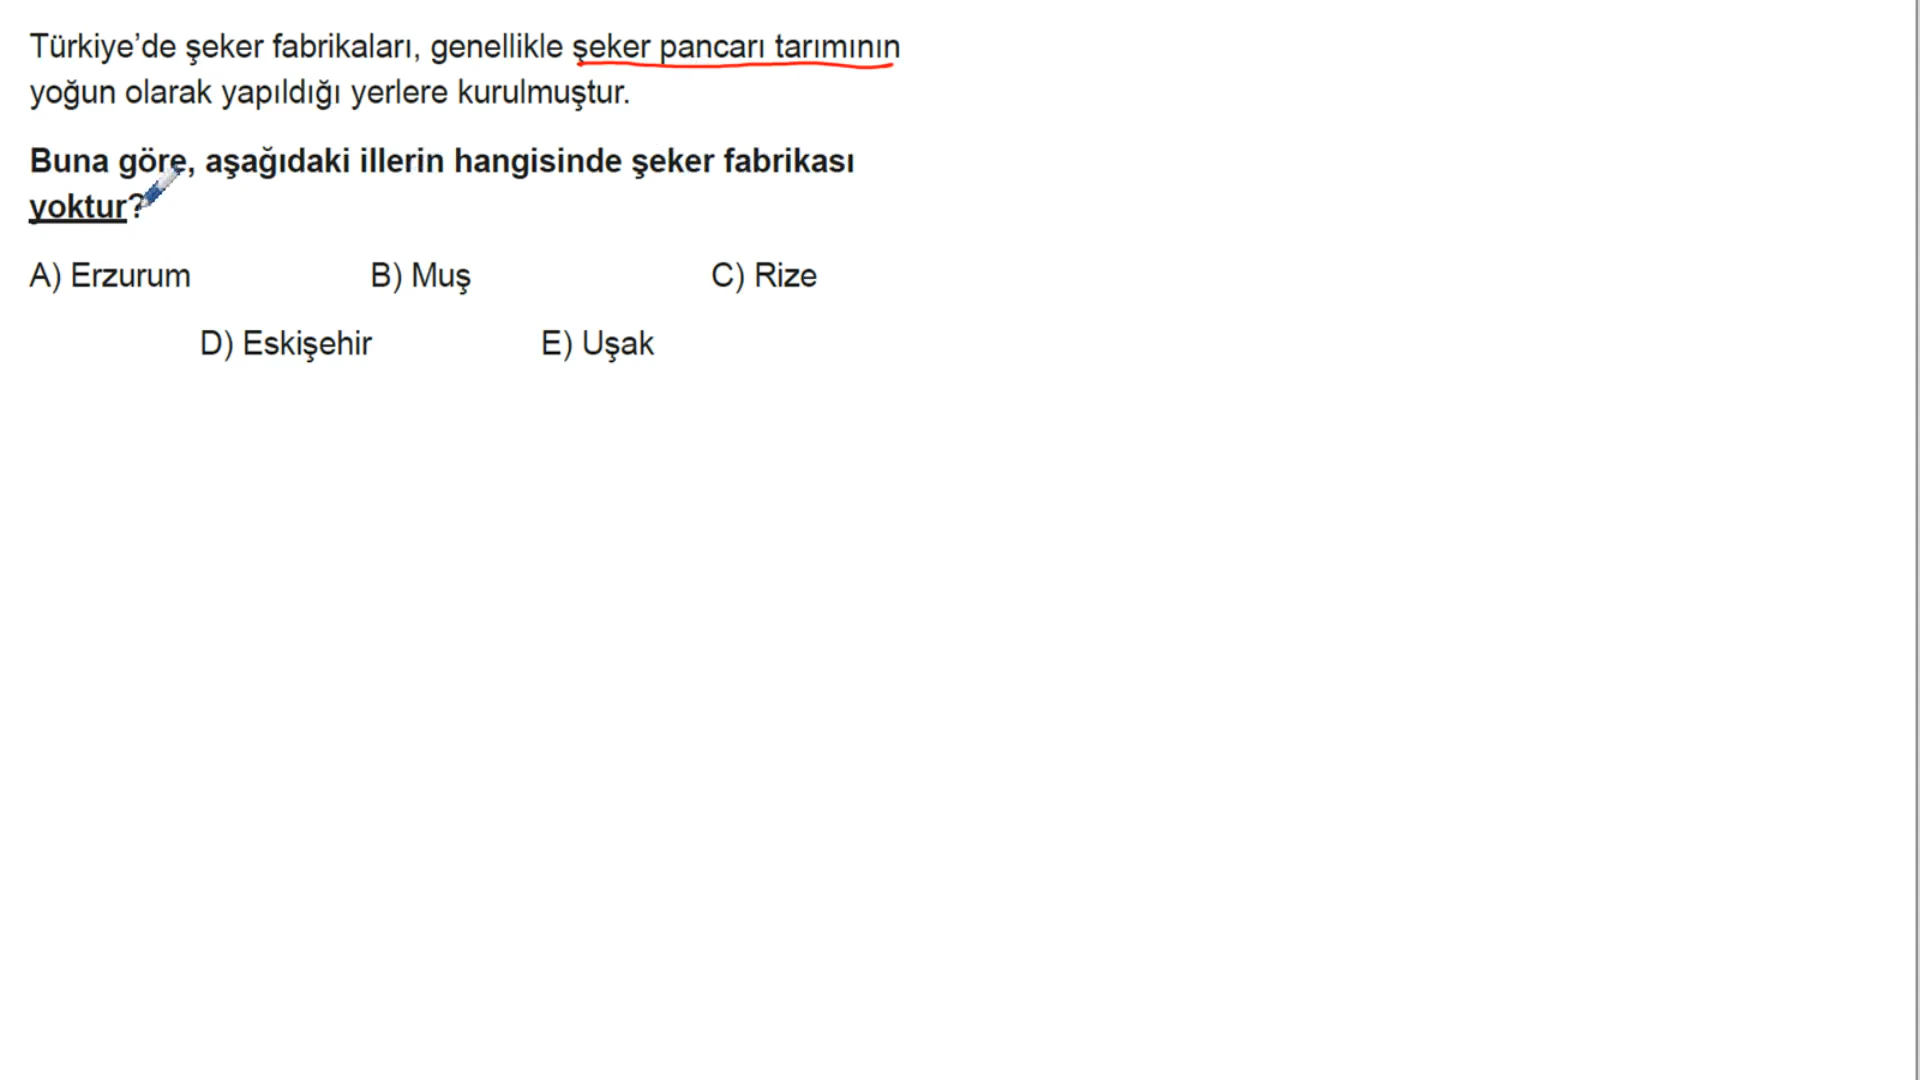 Türkiye’de şeker fabrikaları, genellikle şeker pancarı tarımının
yoğun olarak yapıldığı yerlere kurulmuştur.
Buna göre, aşağıdaki illerin hangisinde şeker fabrikası
yoktur?
A) Erzurum B) Muş C) Rize
D) Eskişehir E) Uşak